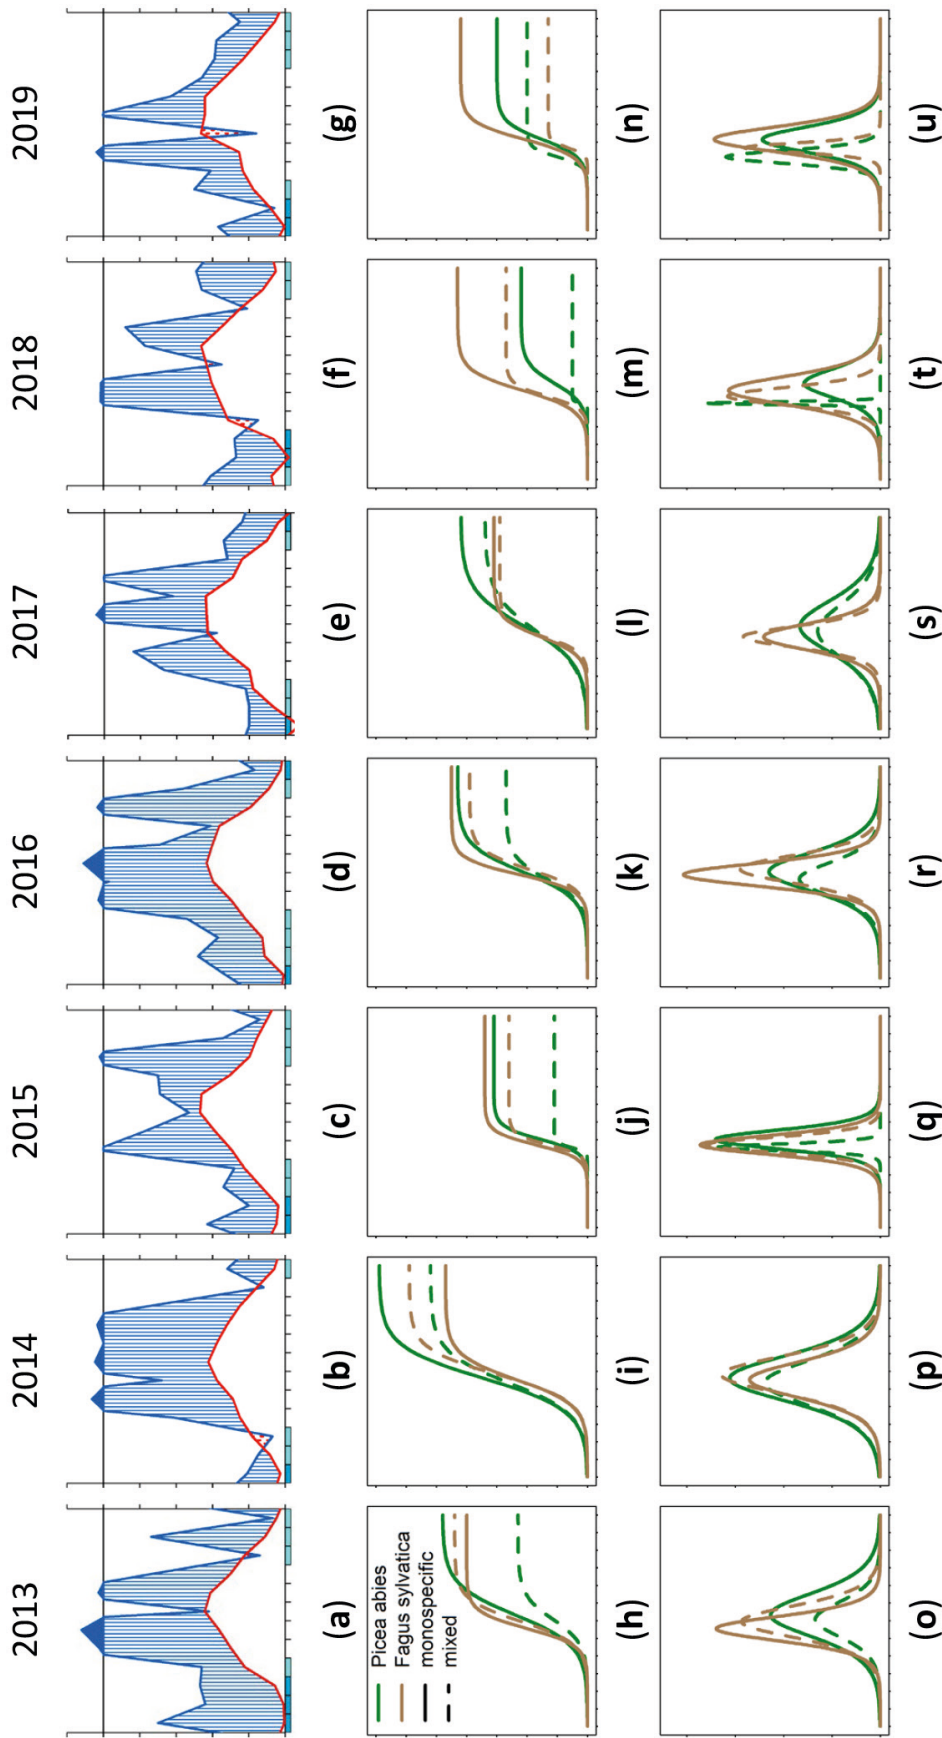 2013 2014 2015 2016 2017 2018 2019
(a) (b) (c) (d) (e) (f) (g)
Picea abies
Fagus sylvatica
monospecific
mixed
(h) (i) (j) (k) (l) (m) (n)
(o) (p) (q) (r) (s) (t) (u)